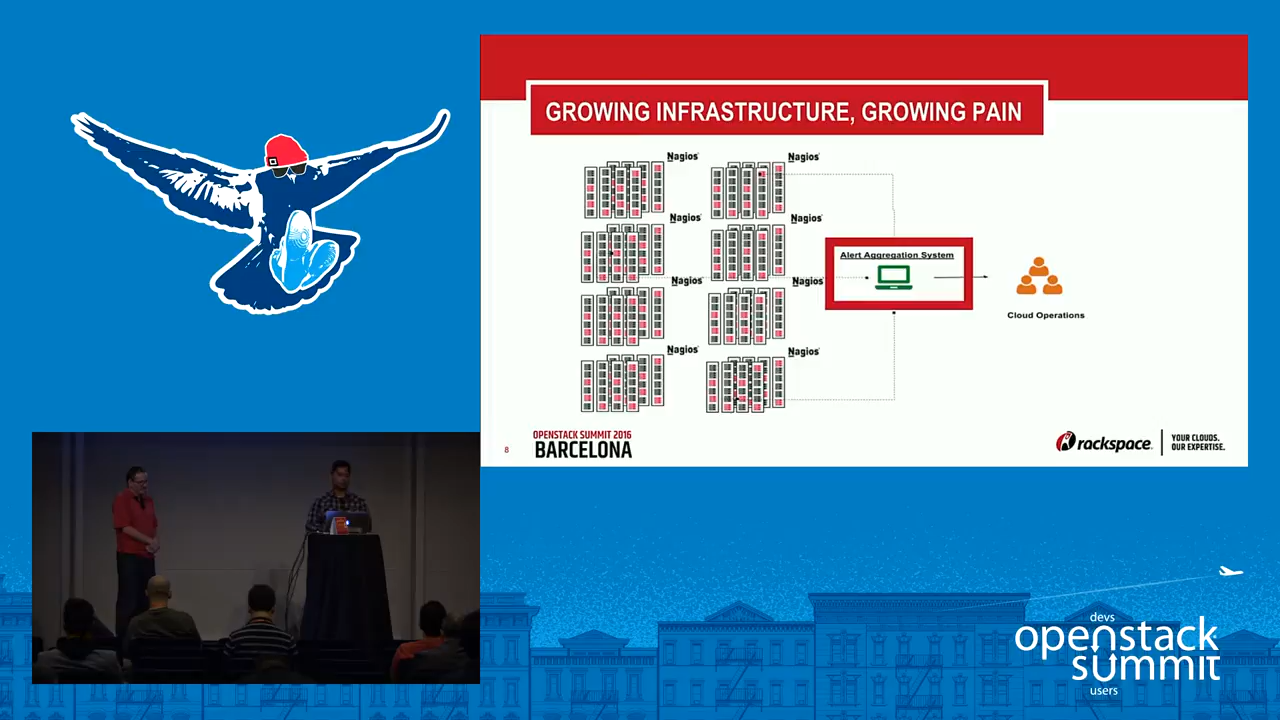 GROWING INFRASTRUCTURE, GROWING PAIN
Nagios
Nagios
Nagios
Nagios
Nagios
Nagios
Nagios
Nagios
Alert Aggregation System
Cloud Operations
8
OPENSTACK SUMMIT 2016
BARCELONA
rackspace
YOUR CLOUDS.
OUR EXPERTISE.
devs
openstack
summit
users